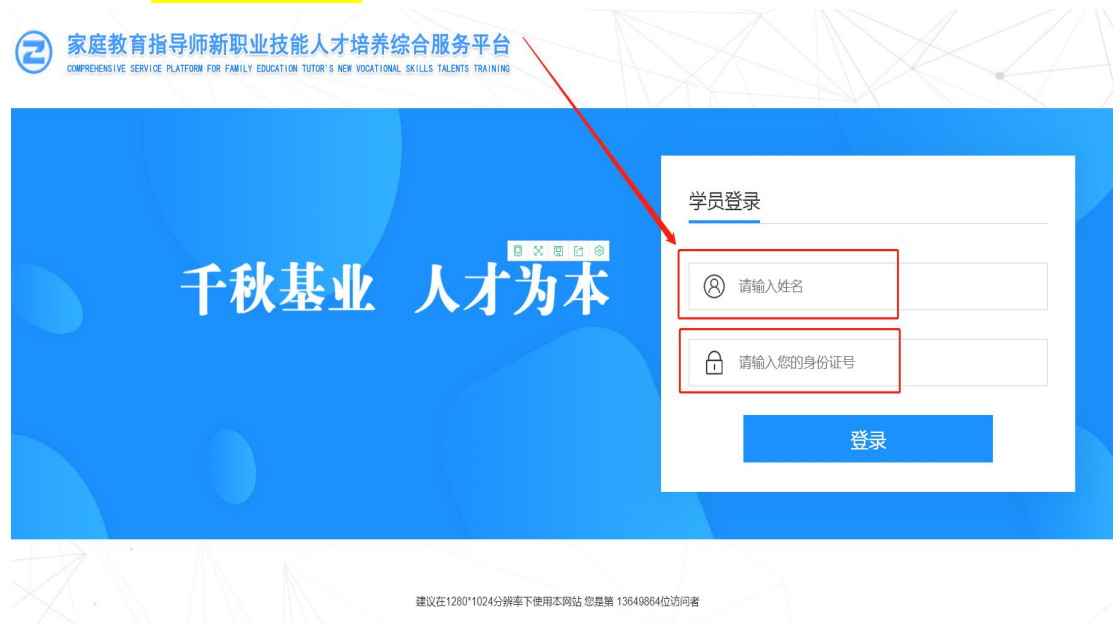 家庭教育指导师新职业技能人才培养综合服务平台
COMPREHENSIVE SERVICE PLATFORM FOR FAMILY EDUCATION TUTOR'S NEW VOCATIONAL SKILLS TALENTS TRAINING
学员登录
千秋基业 人才为本
请输入姓名
请输入您的身份证号
登录
建议在1280*1024分辨率下使用本网站 您是第 13649864位访问者